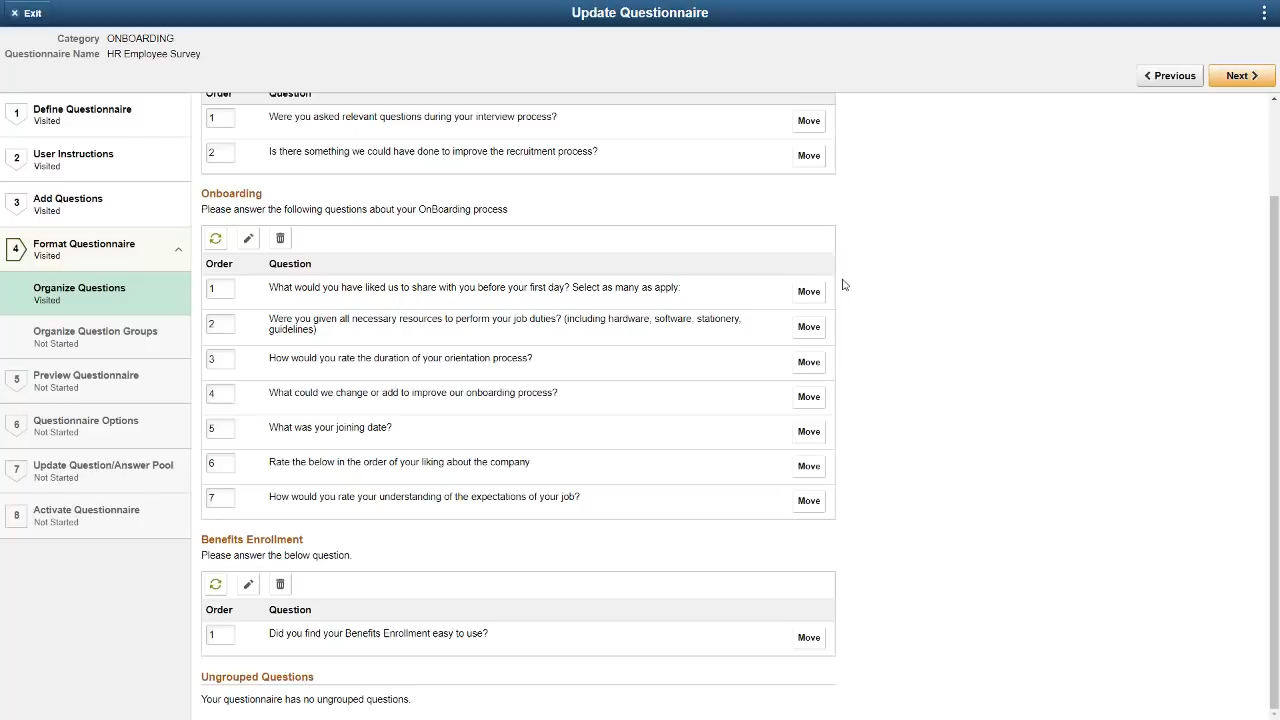 Exit
Update Questionnaire
Category ONBOARDING
Questionnaire Name HR Employee Survey
Previous
Next
1 Define Questionnaire
Visited
2 User Instructions
Visited
3 Add Questions
Visited
4 Format Questionnaire
Visited
Organize Questions
Visited
Organize Question Groups
Not Started
5 Preview Questionnaire
Not Started
6 Questionnaire Options
Not Started
7 Update Question/Answer Pool
Not Started
8 Activate Questionnaire
Not Started
Order Question
1 Were you asked relevant questions during your interview process? Move
2 Is there something we could have done to improve the recruitment process? Move
Onboarding
Please answer the following questions about your OnBoarding process
Order Question
1 What would you have liked us to share with you before your first day? Select as many as apply: Move
2 Were you given all necessary resources to perform your job duties? (including hardware, software, stationery, Move
guidelines)
3 How would you rate the duration of your orientation process? Move
4 What could we change or add to improve our onboarding process? Move
5 What was your joining date? Move
6 Rate the below in the order of your liking about the company Move
7 How would you rate your understanding of the expectations of your job? Move
Benefits Enrollment
Please answer the below question.
Order Question
1 Did you find your Benefits Enrollment easy to use? Move
Ungrouped Questions
Your questionnaire has no ungrouped questions.